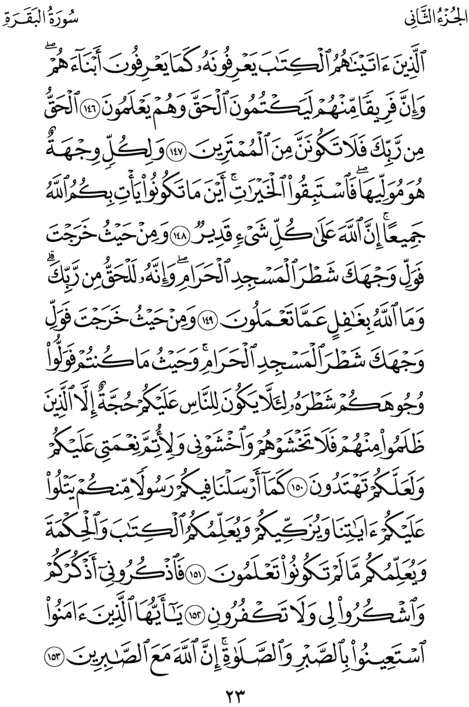 الجُزْءُ الثَّانِي
سُورَةُ البَقَرَةِ
ٱلَّذِينَ ءَاتَيْنَٰهُمُ ٱلْكِتَٰبَ يَعْرِفُونَهُۥ كَمَا يَعْرِفُونَ أَبْنَآءَهُمْۖ
وَإِنَّ فَرِيقًا مِّنْهُمْ لَيَكْتُمُونَ ٱلْحَقَّ وَهُمْ يَعْلَمُونَ ١٤٦ ٱلْحَقُّ
مِن رَّبِّكَ فَلَا تَكُونَنَّ مِنَ ٱلْمُمْتَرِينَ ١٤٧ وَلِكُلٍّ وِجْهَةٌ
هُوَ مُوَلِّيهَاۖ فَٱسْتَبِقُوا۟ ٱلْخَيْرَٰتِۚ أَيْنَ مَا تَكُونُوا۟ يَأْتِ بِكُمُ ٱللَّهُ
جَمِيعًاۚ إِنَّ ٱللَّهَ عَلَىٰ كُلِّ شَىْءٍ قَدِيرٌ ١٤٨ وَمِنْ حَيْثُ خَرَجْتَ
فَوَلِّ وَجْهَكَ شَطْرَ ٱلْمَسْجِدِ ٱلْحَرَامِۖ وَإِنَّهُۥ لَلْحَقُّ مِن رَّبِّكَۗ
وَمَا ٱللَّهُ بِغَٰفِلٍ عَمَّا تَعْمَلُونَ ١٤٩ وَمِنْ حَيْثُ خَرَجْتَ فَوَلِّ
وَجْهَكَ شَطْرَ ٱلْمَسْجِدِ ٱلْحَرَامِۚ وَحَيْثُ مَا كُنتُمْ فَوَلُّوا۟
وُجُوهَكُمْ شَطْرَهُۥ لِئَلَّا يَكُونَ لِلنَّاسِ عَلَيْكُمْ حُجَّةٌ إِلَّا ٱلَّذِينَ
ظَلَمُوا۟ مِنْهُمْ فَلَا تَخْشَوْهُمْ وَٱخْشَوْنِى وَلِأُتِمَّ نِعْمَتِى عَلَيْكُمْ
وَلَعَلَّكُمْ تَهْتَدُونَ ١٥٠ كَمَآ أَرْسَلْنَا فِيكُمْ رَسُولًا مِّنكُمْ يَتْلُوا۟
عَلَيْكُمْ ءَايَٰتِنَا وَيُزَكِّيكُمْ وَيُعَلِّمُكُمُ ٱلْكِتَٰبَ وَٱلْحِكْمَةَ
وَيُعَلِّمُكُم مَّا لَمْ تَكُونُوا۟ تَعْلَمُونَ ١٥١ فَٱذْكُرُونِىٓ أَذْكُرْكُمْ
وَٱشْكُرُوا۟ لِى وَلَا تَكْفُرُونِ ١٥٢ يَٰٓأَيُّهَا ٱلَّذِينَ ءَامَنُوا۟
ٱسْتَعِينُوا۟ بِٱلصَّبْرِ وَٱلصَّلَوٰةِۚ إِنَّ ٱللَّهَ مَعَ ٱلصَّٰبِرِينَ ١٥٣
٢٣